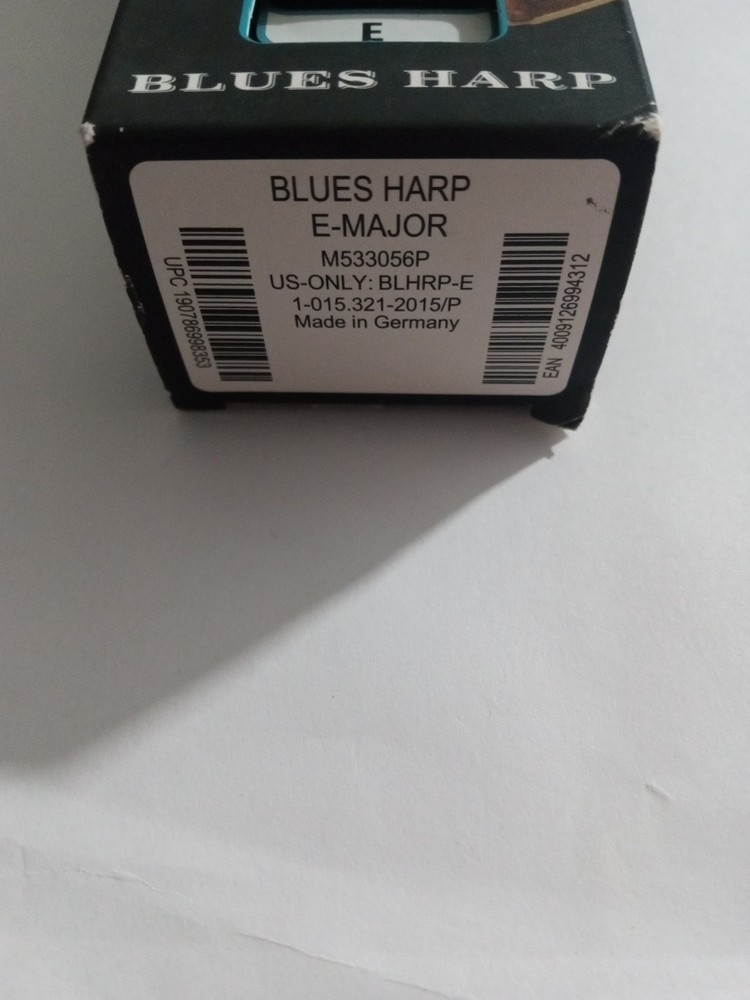 E
BLUES HARP
BLUES HARP
E-MAJOR
M533056P
US-ONLY: BLHRP-E
1-015.321-2015/P
Made in Germany
UPC 190786998353
EAN 4009126994312